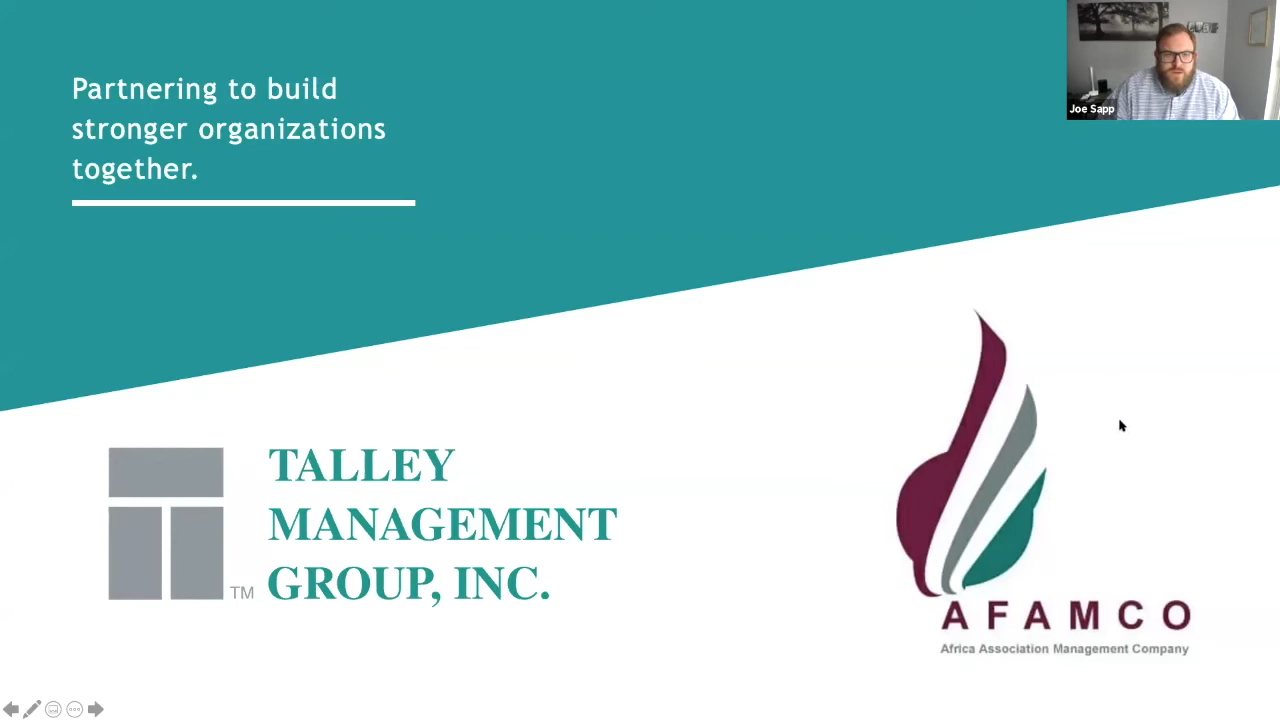 Partnering to build
stronger organizations
together.
Joe Sapp
TALLEY
MANAGEMENT
GROUP, INC.
TM
AFAMCO
Africa Association Management Company